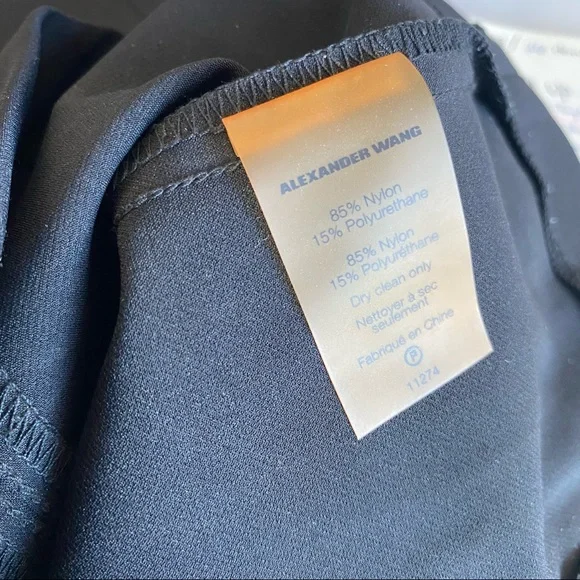 ALEXANDER WANG
85% Nylon
15% Polyurethane
85% Nylon
15% Polyurethane
Dry clean only
Nettoyer à sec
seulement
Fabriqué en Chine
P
11274